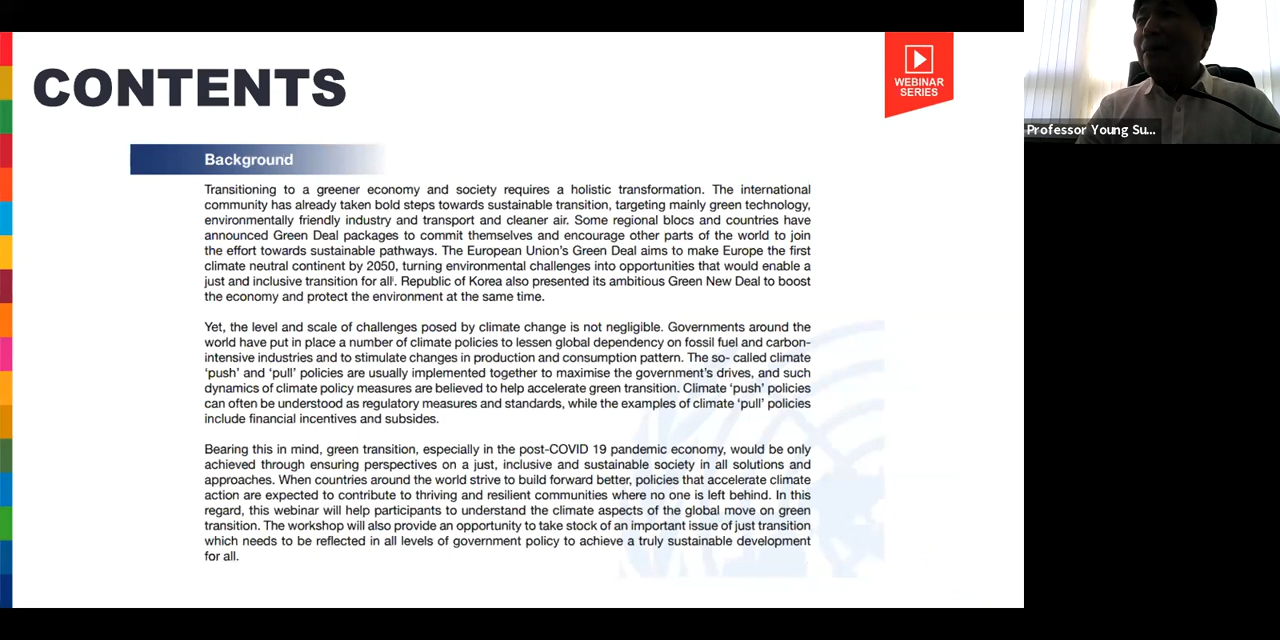 CONTENTS
WEBINAR
SERIES
Professor Young Su...
Background
Transitioning to a greener economy and society requires a holistic transformation. The international
community has already taken bold steps towards sustainable transition, targeting mainly green technology,
environmentally friendly industry and transport and cleaner air. Some regional blocs and countries have
announced Green Deal packages to commit themselves and encourage other parts of the world to join
the effort towards sustainable pathways. The European Union's Green Deal aims to make Europe the first
climate neutral continent by 2050, turning environmental challenges into opportunities that would enable a
just and inclusive transition for allⁱ. Republic of Korea also presented its ambitious Green New Deal to boost
the economy and protect the environment at the same time.
Yet, the level and scale of challenges posed by climate change is not negligible. Governments around the
world have put in place a number of climate policies to lessen global dependency on fossil fuel and carbon-
intensive industries and to stimulate changes in production and consumption pattern. The so- called climate
'push' and 'pull' policies are usually implemented together to maximise the government's drives, and such
dynamics of climate policy measures are believed to help accelerate green transition. Climate 'push' policies
can often be understood as regulatory measures and standards, while the examples of climate 'pull' policies
include financial incentives and subsides.
Bearing this in mind, green transition, especially in the post-COVID 19 pandemic economy, would be only
achieved through ensuring perspectives on a just, inclusive and sustainable society in all solutions and
approaches. When countries around the world strive to build forward better, policies that accelerate climate
action are expected to contribute to thriving and resilient communities where no one is left behind. In this
regard, this webinar will help participants to understand the climate aspects of the global move on green
transition. The workshop will also provide an opportunity to take stock of an important issue of just transition
which needs to be reflected in all levels of government policy to achieve a truly sustainable development
for all.